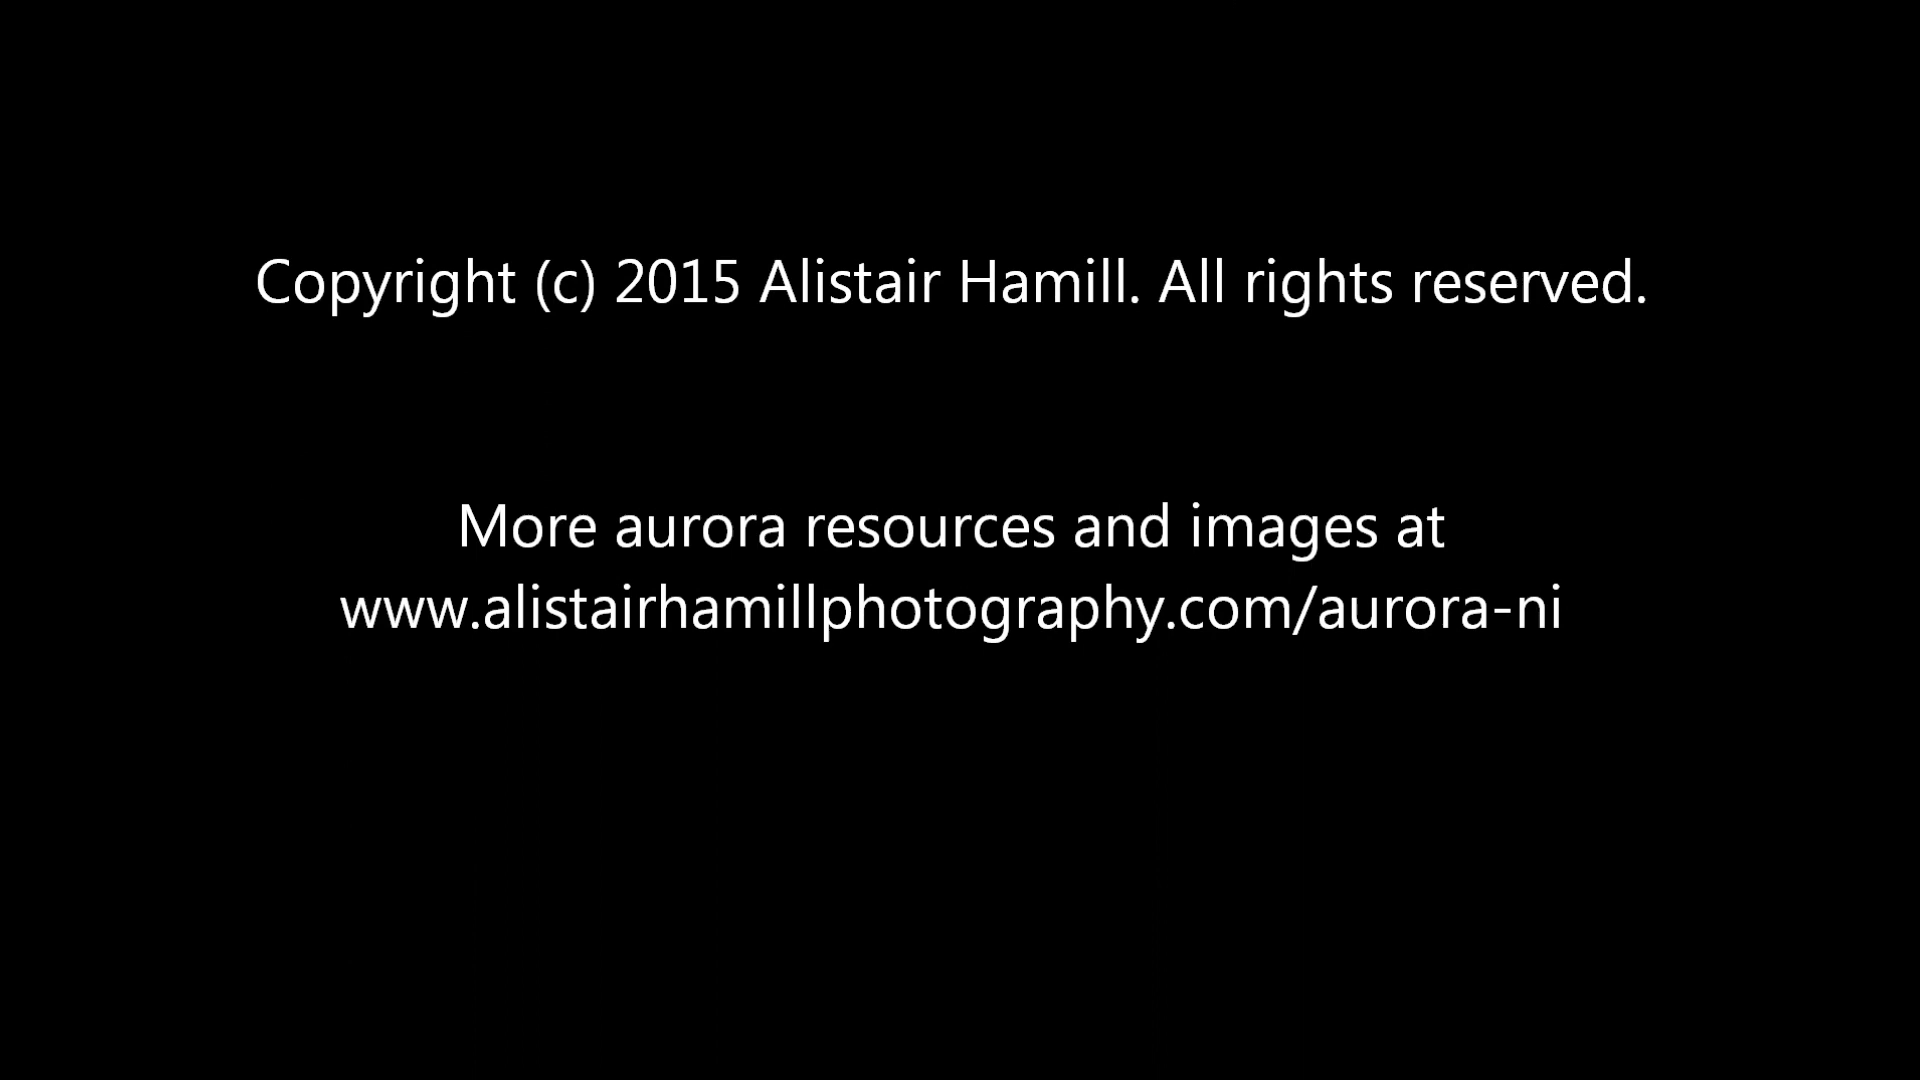 Copyright (c) 2015 Alistair Hamill. All rights reserved.
More aurora resources and images at
www.alistairhamillphotography.com/aurora-ni